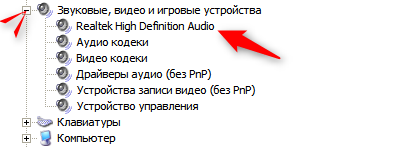 Звуковые, видео и игровые устройства
Realtek High Definition Audio
Аудио кодеки
Видео кодеки
Драйверы аудио (без PnP)
Устройства записи видео (без PnP)
Устройство управления
Клавиатуры
Компьютер